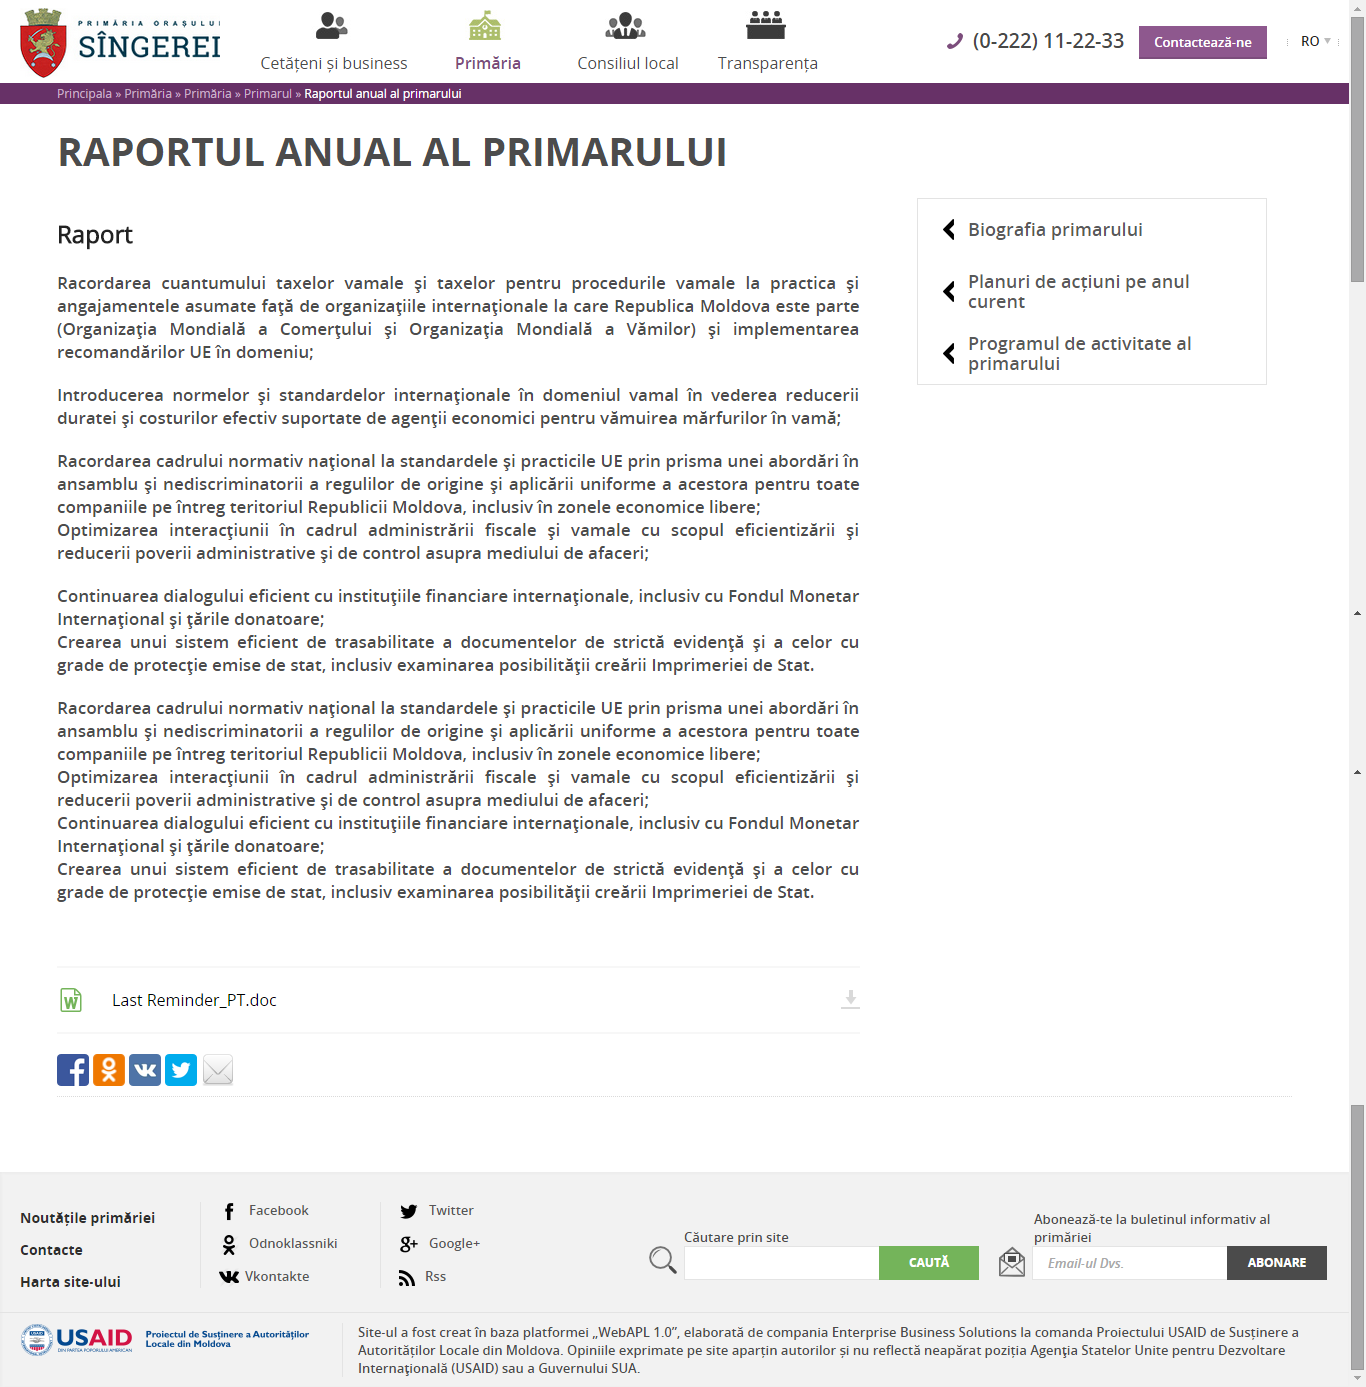 PRIMĂRIA ORAȘULUI
SÎNGEREI
Cetățeni și business
Primăria
Consiliul local
Transparența
(0-222) 11-22-33
Contactează-ne
RO
Principala » Primăria » Primăria » Primarul » Raportul anual al primarului
RAPORTUL ANUAL AL PRIMARULUI
Raport
Racordarea cuantumului taxelor vamale şi taxelor pentru procedurile vamale la practica şi
angajamentele asumate faţă de organizaţiile internaţionale la care Republica Moldova este parte
(Organizaţia Mondială a Comerţului şi Organizaţia Mondială a Vămilor) şi implementarea
recomandărilor UE în domeniu;
Introducerea normelor şi standardelor internaţionale în domeniul vamal în vederea reducerii
duratei şi costurilor efectiv suportate de agenţii economici pentru vămuirea mărfurilor în vamă;
Racordarea cadrului normativ naţional la standardele şi practicile UE prin prisma unei abordări în
ansamblu şi nediscriminatorii a regulilor de origine şi aplicării uniforme a acestora pentru toate
companiile pe întreg teritoriul Republicii Moldova, inclusiv în zonele economice libere;
Optimizarea interacţiunii în cadrul administrării fiscale şi vamale cu scopul eficientizării şi
reducerii poverii administrative şi de control asupra mediului de afaceri;
Continuarea dialogului eficient cu instituţiile financiare internaţionale, inclusiv cu Fondul Monetar
Internaţional şi ţările donatoare;
Crearea unui sistem eficient de trasabilitate a documentelor de strictă evidenţă şi a celor cu
grade de protecţie emise de stat, inclusiv examinarea posibilităţii creării Imprimeriei de Stat.
Racordarea cadrului normativ naţional la standardele şi practicile UE prin prisma unei abordări în
ansamblu şi nediscriminatorii a regulilor de origine şi aplicării uniforme a acestora pentru toate
companiile pe întreg teritoriul Republicii Moldova, inclusiv în zonele economice libere;
Optimizarea interacţiunii în cadrul administrării fiscale şi vamale cu scopul eficientizării şi
reducerii poverii administrative şi de control asupra mediului de afaceri;
Continuarea dialogului eficient cu instituţiile financiare internaţionale, inclusiv cu Fondul Monetar
Internaţional şi ţările donatoare;
Crearea unui sistem eficient de trasabilitate a documentelor de strictă evidenţă şi a celor cu
grade de protecţie emise de stat, inclusiv examinarea posibilităţii creării Imprimeriei de Stat.
Biografia primarului
Planuri de acțiuni pe anul
curent
Programul de activitate al
primarului
Last Reminder_PT.doc
Noutățile primăriei
Contacte
Harta site-ului
Facebook
Odnoklassniki
Vkontakte
Twitter
Google+
Rss
Căutare prin site
CAUTĂ
Abonează-te la buletinul informativ al
primăriei
Email-ul Dvs.
ABONARE
USAID
DIN PARTEA POPORULUI AMERICAN
Proiectul de Susținere a Autorităților
Locale din Moldova
Site-ul a fost creat în baza platformei „WebAPL 1.0”, elaborată de compania Enterprise Business Solutions la comanda Proiectului USAID de Susținere a
Autorităților Locale din Moldova. Opiniile exprimate pe site aparțin autorilor și nu reflectă neapărat poziția Agenţia Statelor Unite pentru Dezvoltare
Internaţională (USAID) sau a Guvernului SUA.